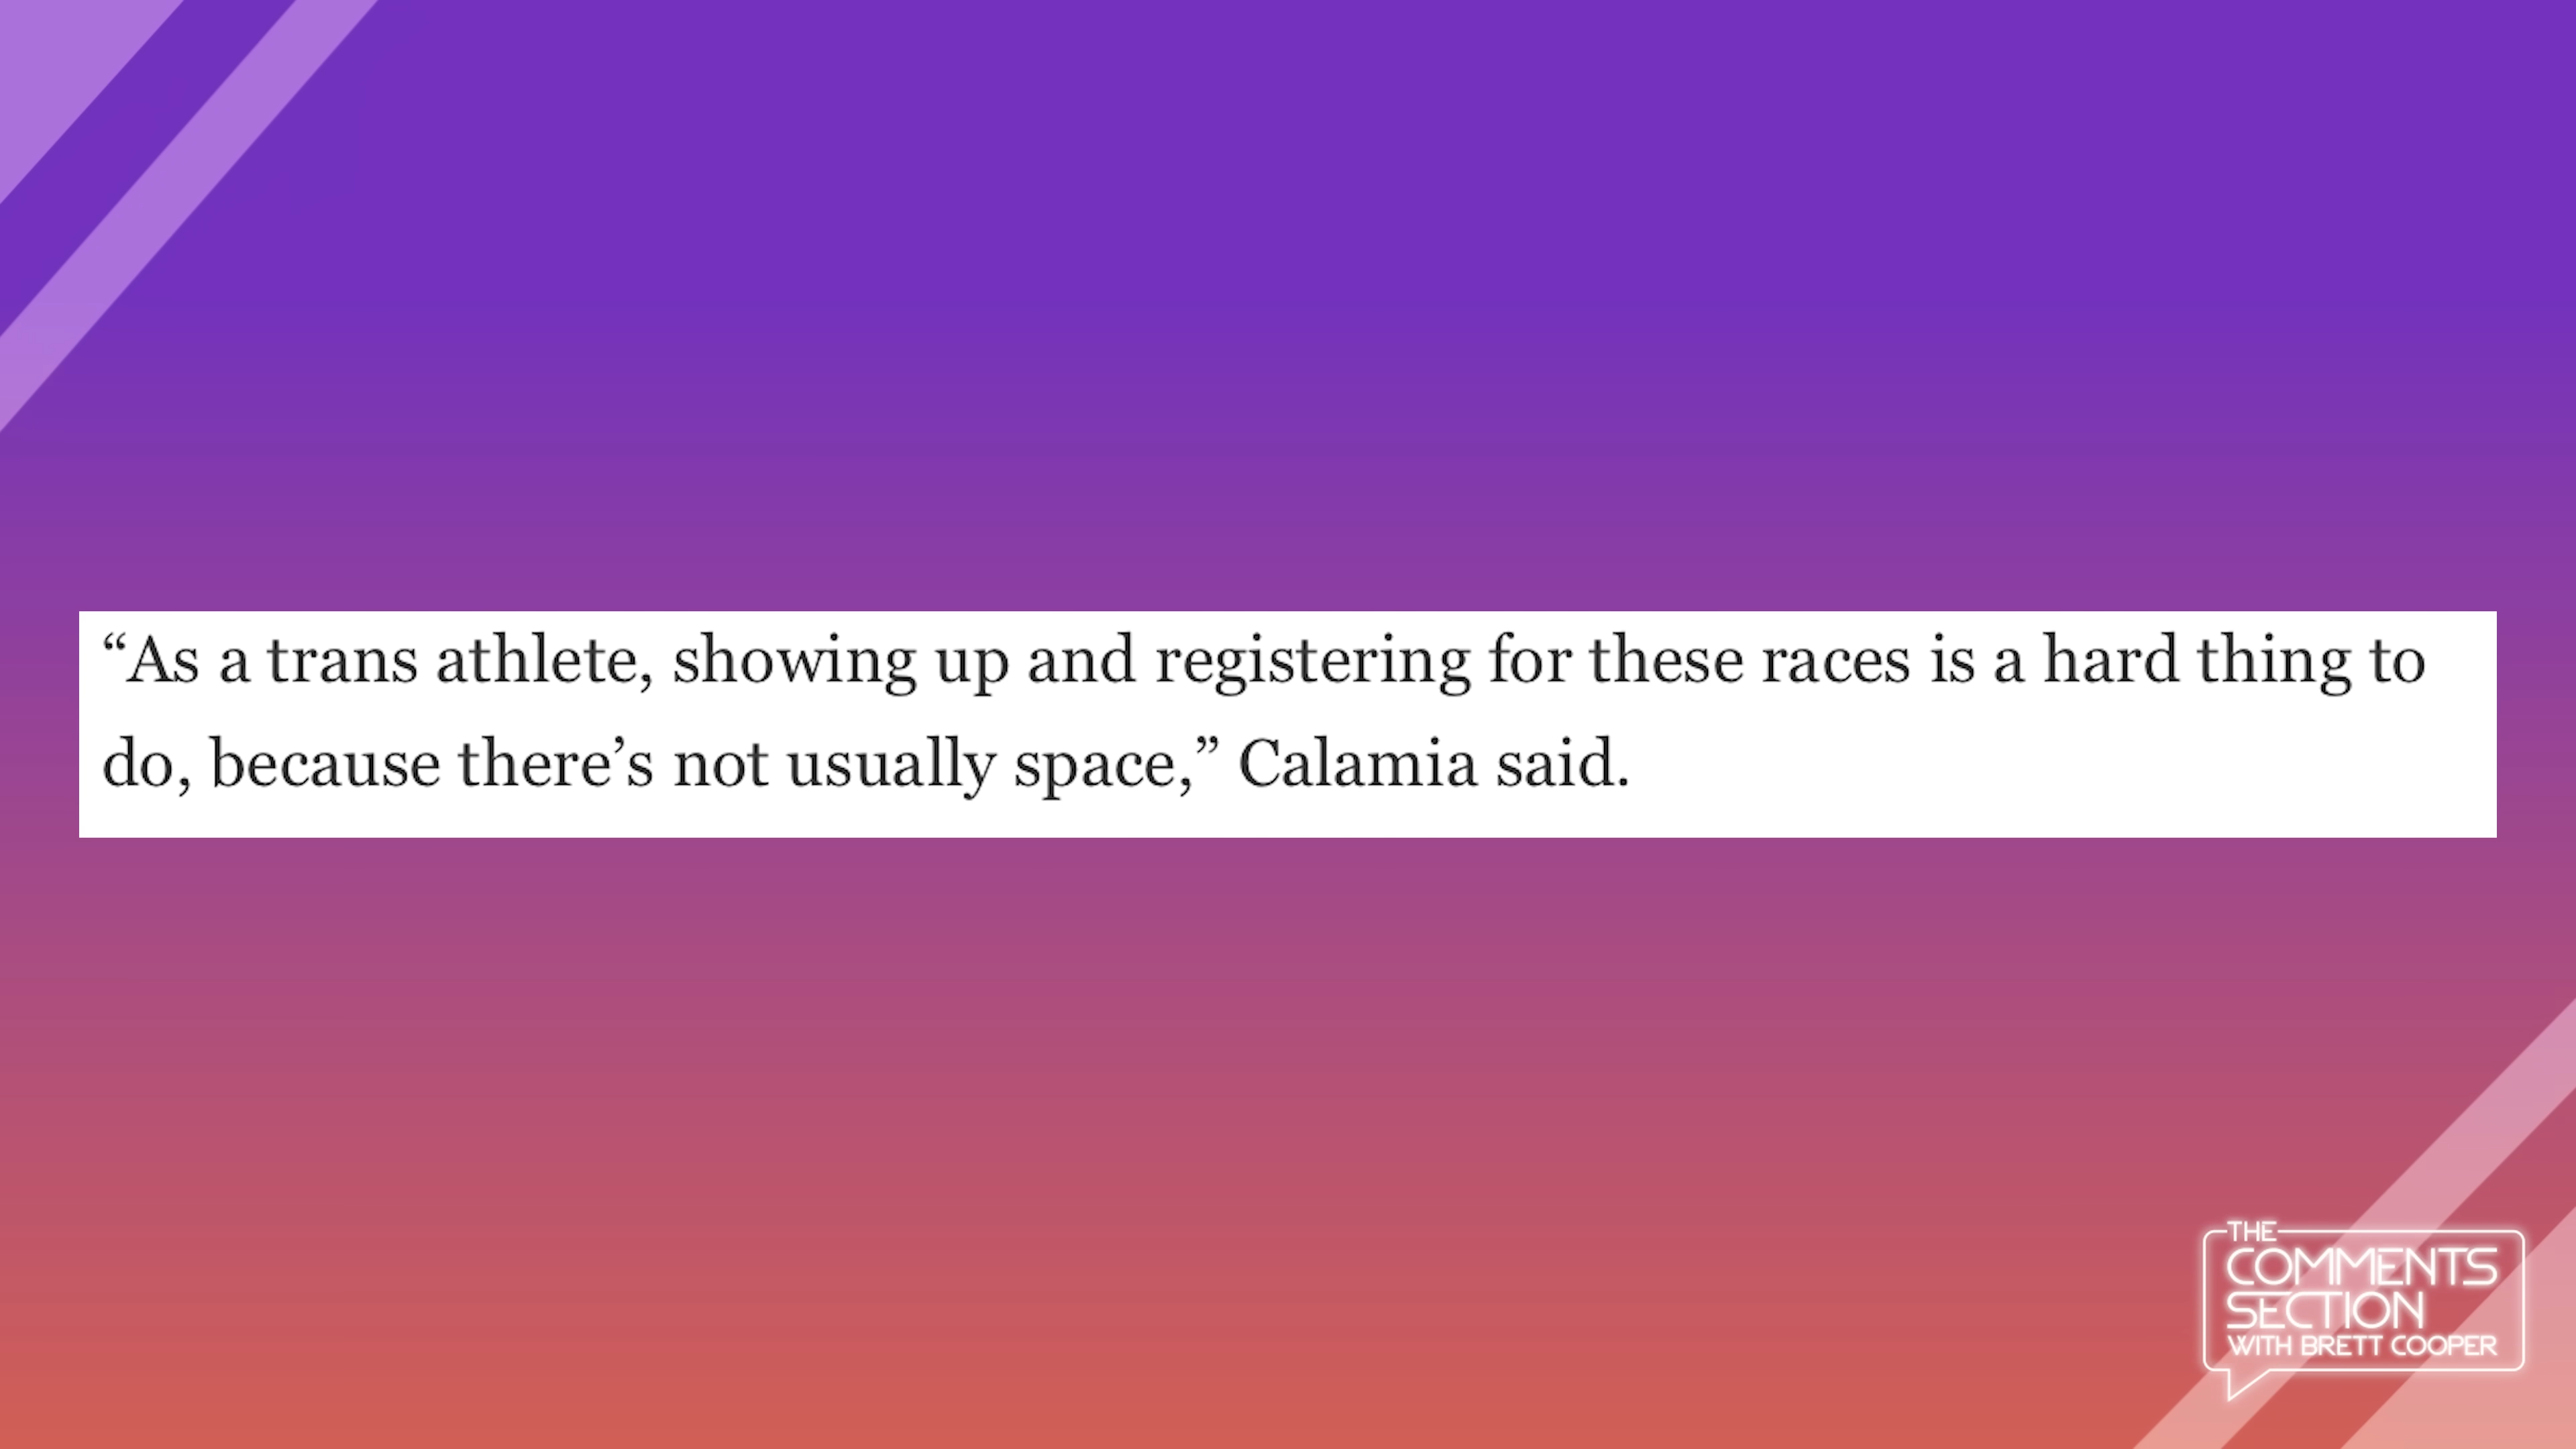 “As a trans athlete, showing up and registering for these races is a hard thing to
do, because there’s not usually space,” Calamia said.
THE
COMMENTS
SECTION
WITH BRETT COOPER